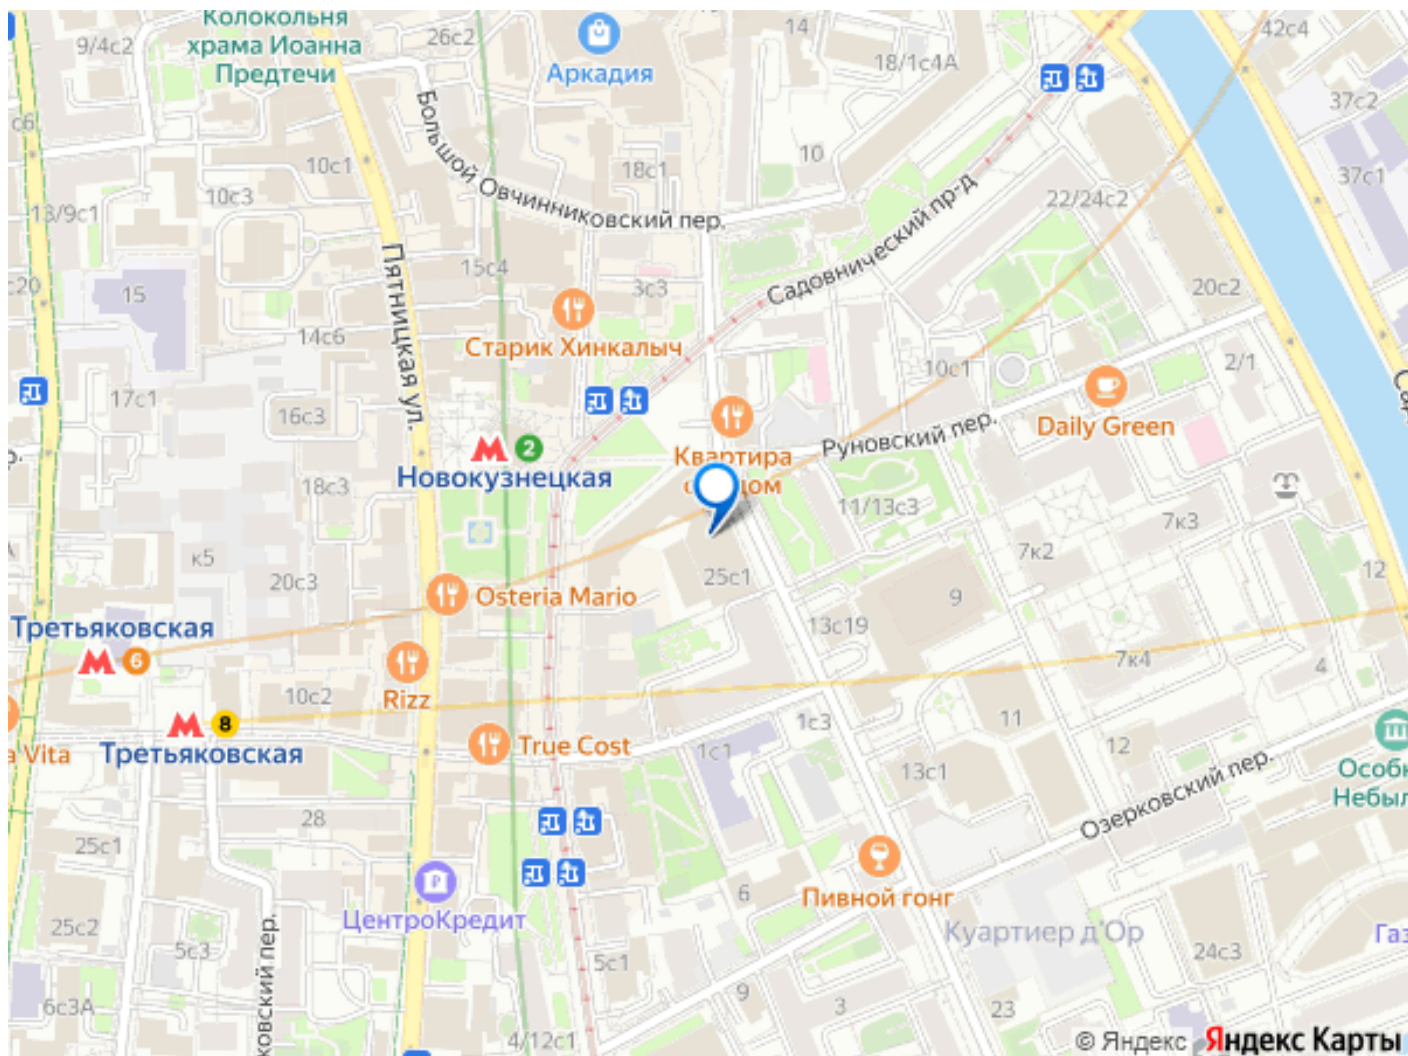 Колокольня
храма Иоанна
Предтечи
9/4с2
26с2
14
42с4
Аркадия
18/1с4А
37с2
с6
Большой Овчинниковский пер.
10с1
18с1
10
10с3
37с1
13/9с1
22/24с2
Садовнический пр-д
Пятницкая ул.
15с4
3с3
с20
15
20с2
14с6
Старик Хинкалыч
10с1
2/1
17с1
16с3
Daily Green
Руновский пер.
2
Новокузнецкая
Квартира
18с3
11/13с3
7к3
7к2
к5
20с3
25с1
9
12
Osteria Mario
Третьяковская
6
13с19
7к4
4
10с2
Rizz
8
Третьяковская
a Vita
True Cost
1с3
1с1
11
12
13с1
Озерковский пер.
28
25с1
ЦентроКредит
Пивной гонг
6
25с2
Куартиер д'Ор
5с3
24с3
5с1
9
3
23
6с3А
4/12с1
© Яндекс Яндекс Карты